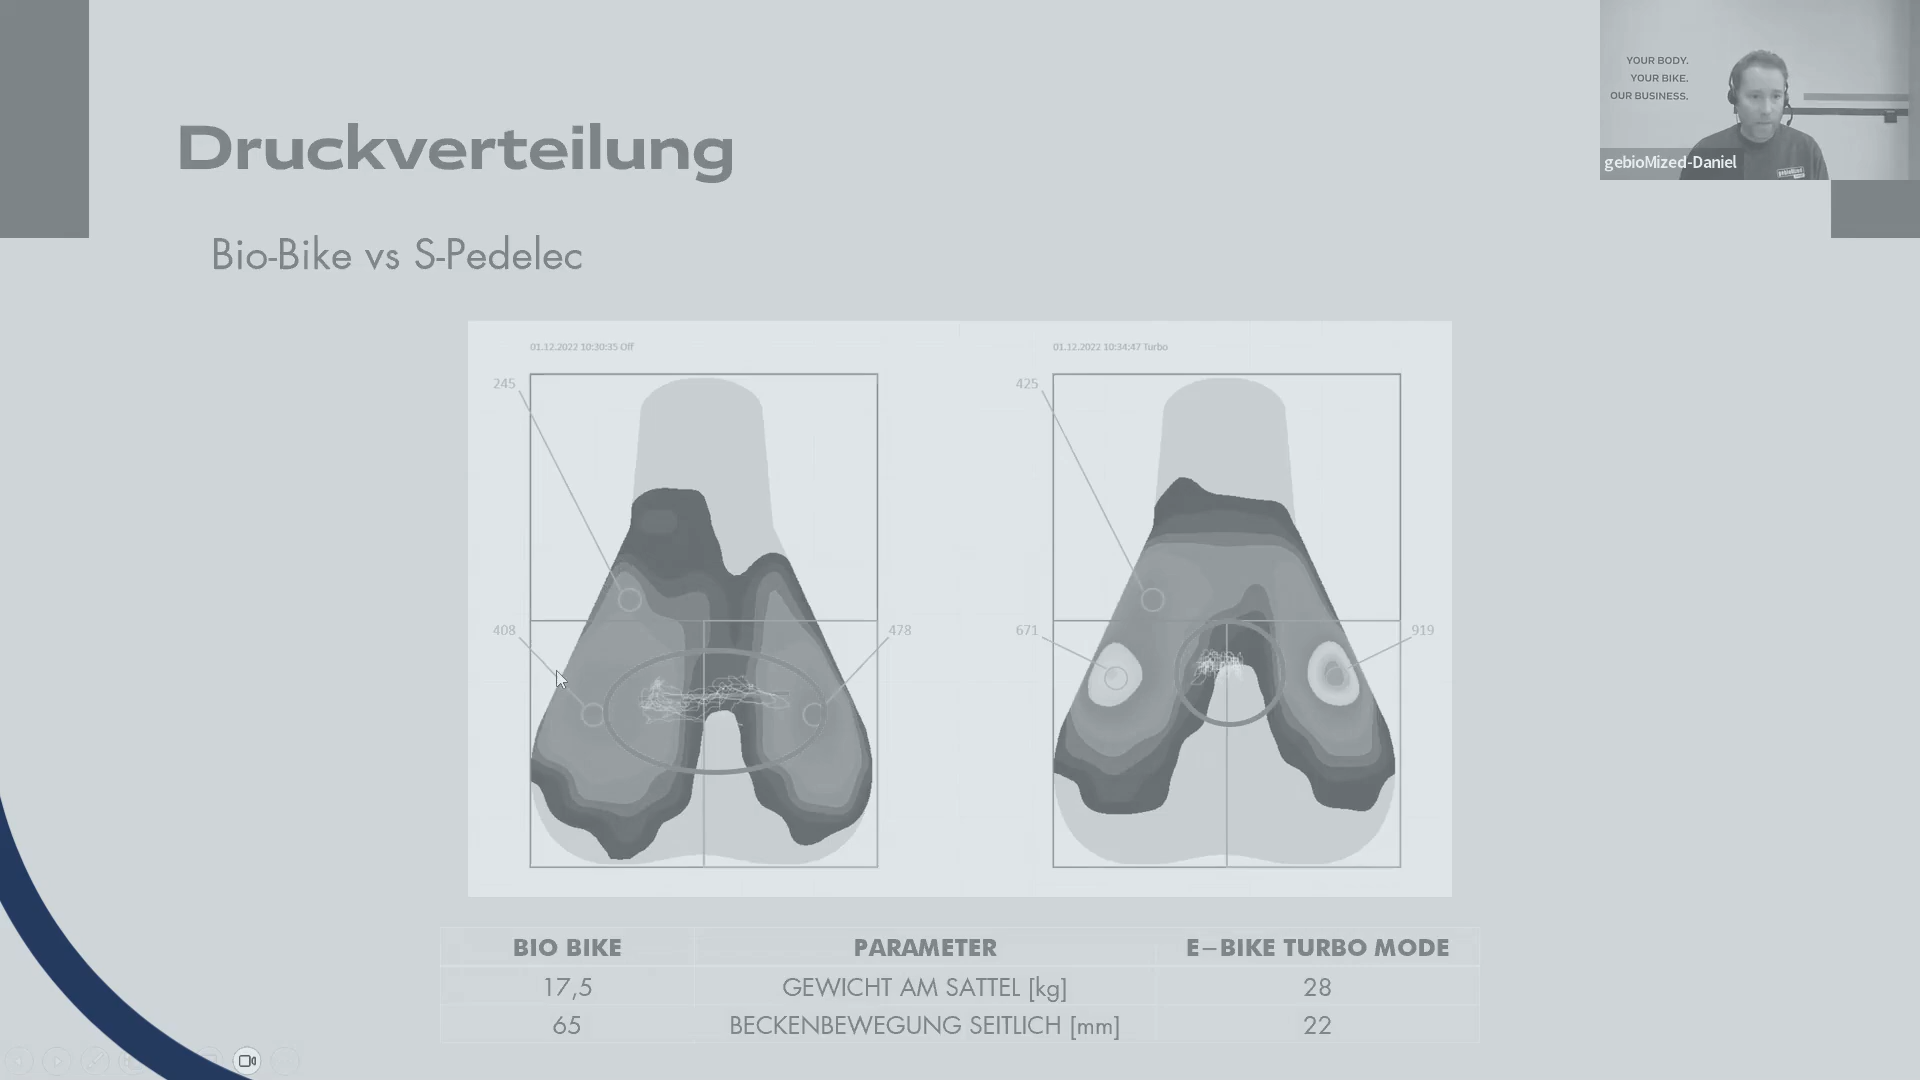 YOUR BODY.
YOUR BIKE.
OUR BUSINESS.
gebioMized-Daniel
Druckverteilung
Bio-Bike vs S-Pedelec
01.12.2022 10:30:35 Off
01.12.2022 10:34:47 Turbo
245
425
408
478
671
919
BIO BIKE PARAMETER E–BIKE TURBO MODE
17,5 GEWICHT AM SATTEL [kg] 28
65 BECKENBEWEGUNG SEITLICH [mm] 22